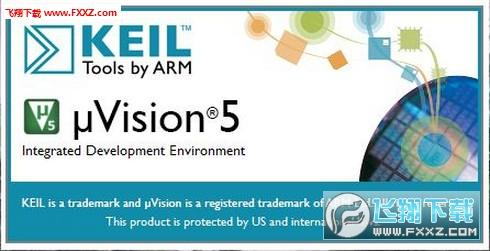 飞翔下载 www.FXXZ.COM
KEIL™
Tools by ARM
µ5
µVision®5
Integrated Development Environment
KEIL is a trademark and µVision is a registered trademark of
This product is protected by US and
飞翔下载
WWW.FXXZ.COM